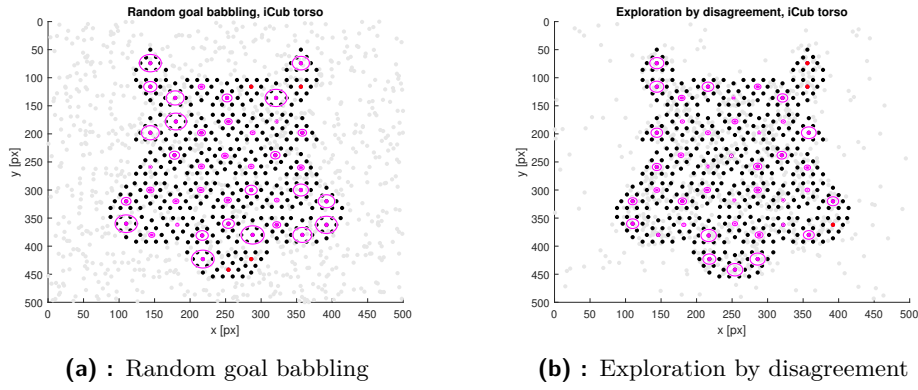 Random goal babbling, iCub torso
0
50
100
150
200
250
300
350
400
450
500
y [px]
0 50 100 150 200 250 300 350 400 450 500
x [px]
(a) : Random goal babbling
Exploration by disagreement, iCub torso
0
50
100
150
200
250
300
350
400
450
500
y [px]
0 50 100 150 200 250 300 350 400 450 500
x [px]
(b) : Exploration by disagreement